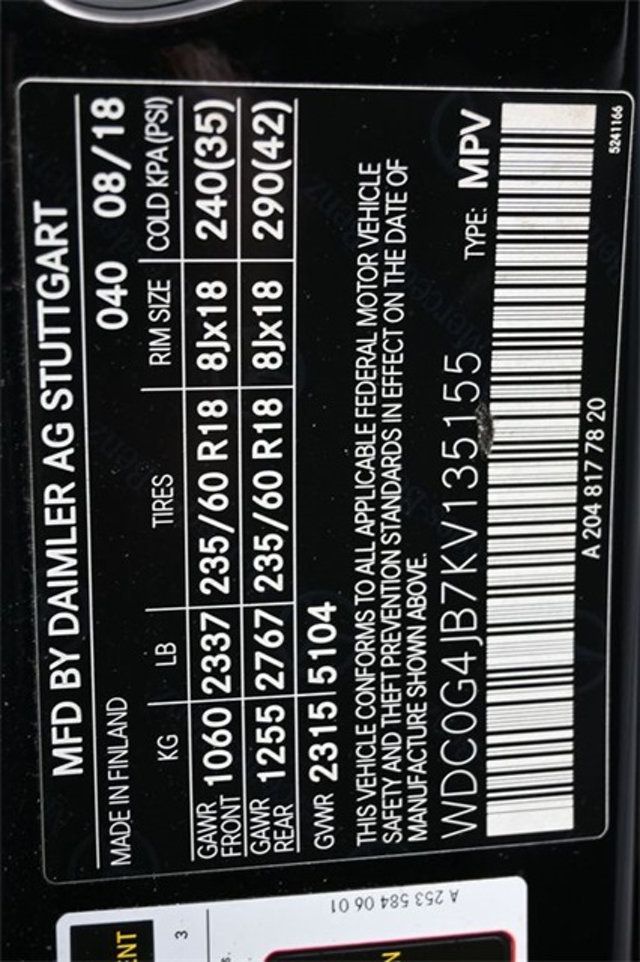 MFD BY DAIMLER AG STUTTGART
MADE IN FINLAND 040 08/18
KG LB TIRES RIM SIZE COLD KPA(PSI)
GAWR FRONT 1060 2337 235/60 R18 8Jx18 240(35)
GAWR REAR 1255 2767 235/60 R18 8Jx18 290(42)
GVWR 2315 5104
THIS VEHICLE CONFORMS TO ALL APPLICABLE FEDERAL MOTOR VEHICLE
SAFETY AND THEFT PREVENTION STANDARDS IN EFFECT ON THE DATE OF
MANUFACTURE SHOWN ABOVE.
WDC0G4JB7KV135155 TYPE: MPV
A 204 817 78 20
5241166
A 253 584 06 01
3